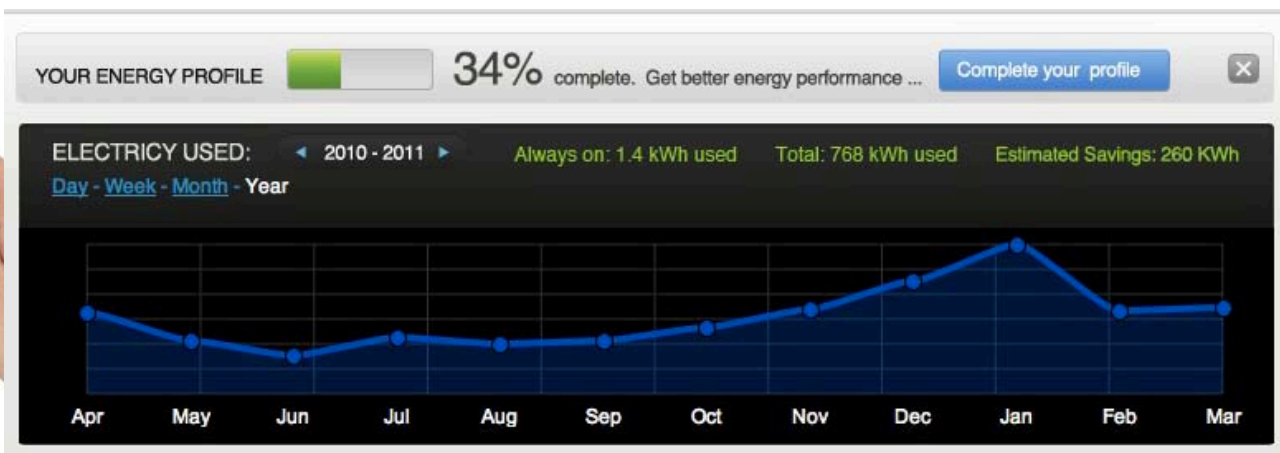 YOUR ENERGY PROFILE 34% complete. Get better energy performance ... Complete your profile
ELECTRICY USED: 2010 - 2011 Always on: 1.4 kWh used Total: 768 kWh used Estimated Savings: 260 KWh
Day - Week - Month - Year
Apr May Jun Jul Aug Sep Oct Nov Dec Jan Feb Mar